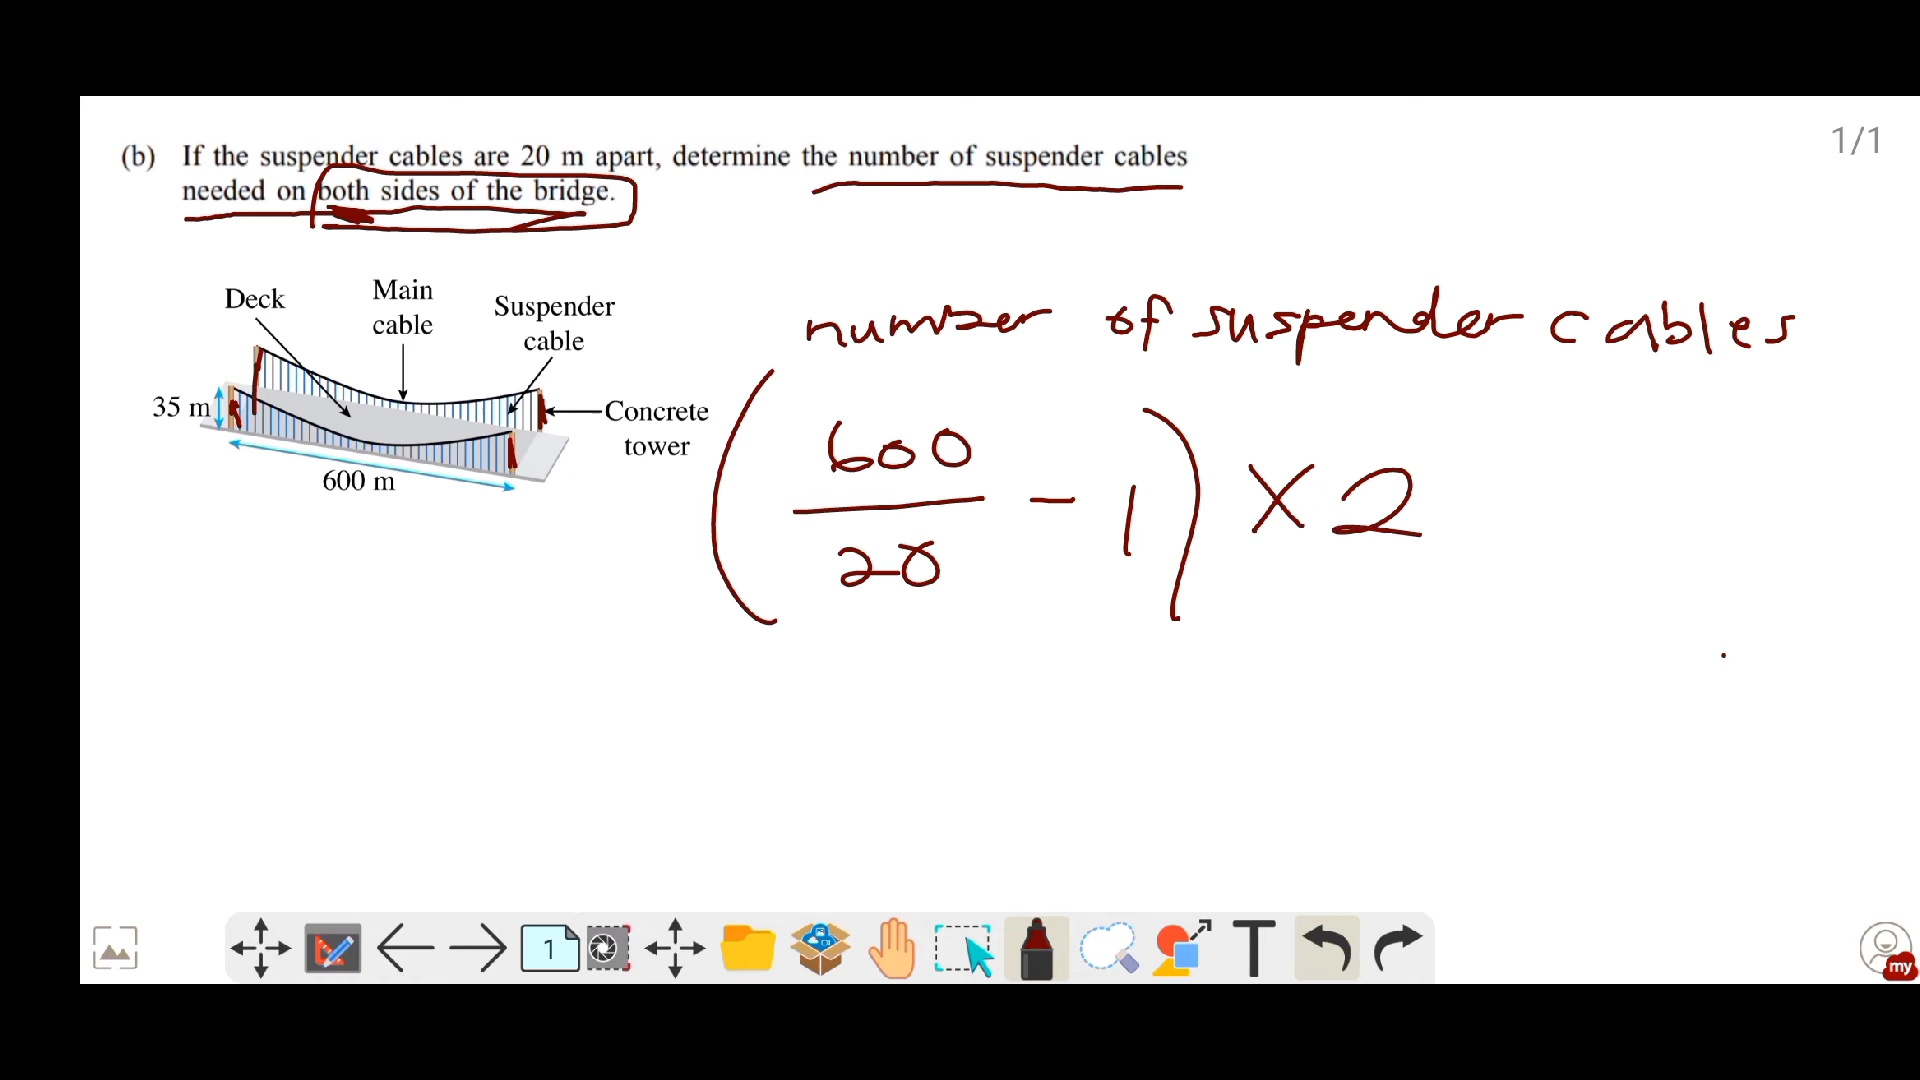 1/1
(b) If the suspender cables are 20 m apart, determine the number of suspender cables
needed on both sides of the bridge.
Deck
Main
cable
Suspender
cable
35 m
Concrete
tower
600 m
number of suspender cables
( 600 / 20 - 1 ) × 2
1
T
my